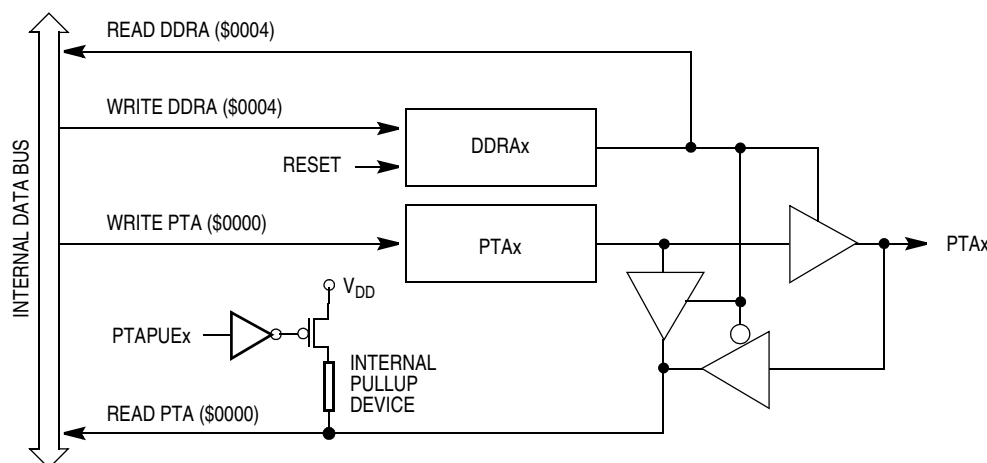 READ DDRA ($0004)
WRITE DDRA ($0004)
DDRAx
RESET
INTERNAL DATA BUS
WRITE PTA ($0000)
PTAx
PTAx
VDD
PTAPUEx
INTERNAL
PULLUP
DEVICE
READ PTA ($0000)